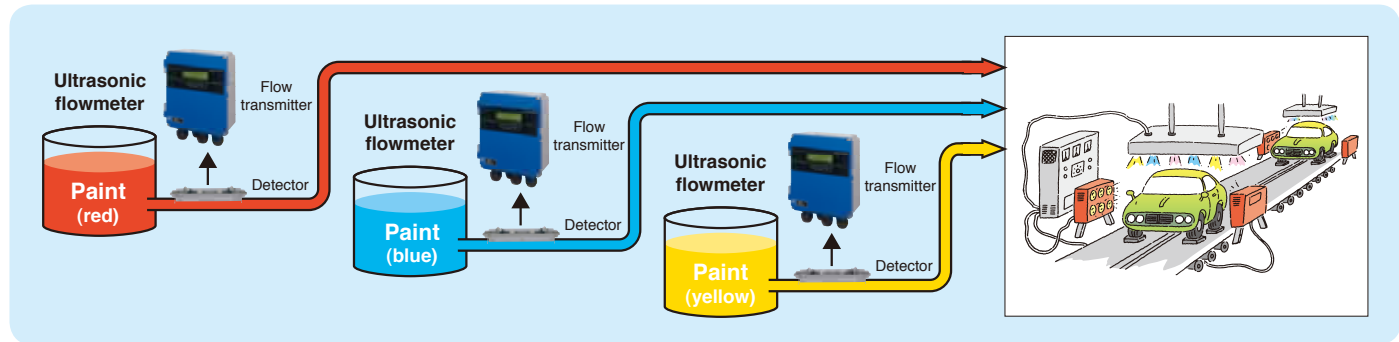 Ultrasonic
flowmeter
Flow
transmitter
Detector
Paint
(red)
Ultrasonic
flowmeter
Flow
transmitter
Detector
Paint
(blue)
Ultrasonic
flowmeter
Flow
transmitter
Detector
Paint
(yellow)